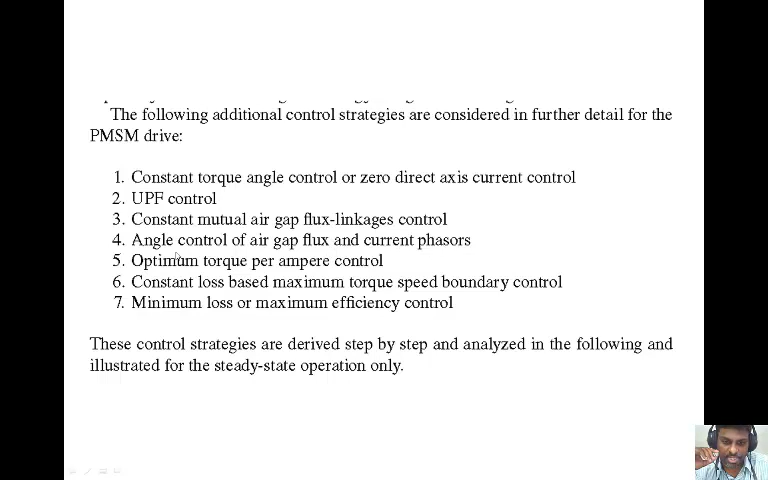 The following additional control strategies are considered in further detail for the
PMSM drive:
1. Constant torque angle control or zero direct axis current control
2. UPF control
3. Constant mutual air gap flux-linkages control
4. Angle control of air gap flux and current phasors
5. Optimum torque per ampere control
6. Constant loss based maximum torque speed boundary control
7. Minimum loss or maximum efficiency control
These control strategies are derived step by step and analyzed in the following and
illustrated for the steady-state operation only.